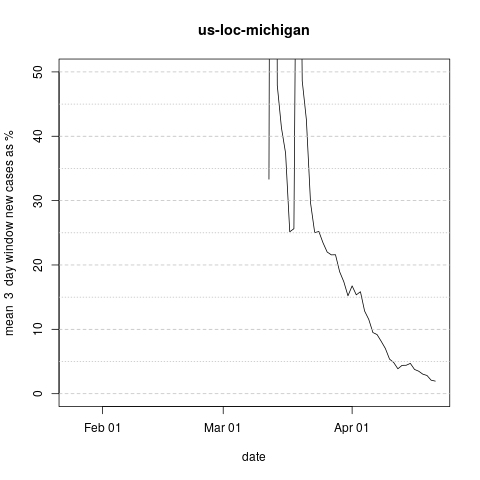 us-loc-michigan
mean 3 day window new cases as %
50
40
30
20
10
0
Feb 01
Mar 01
Apr 01
date